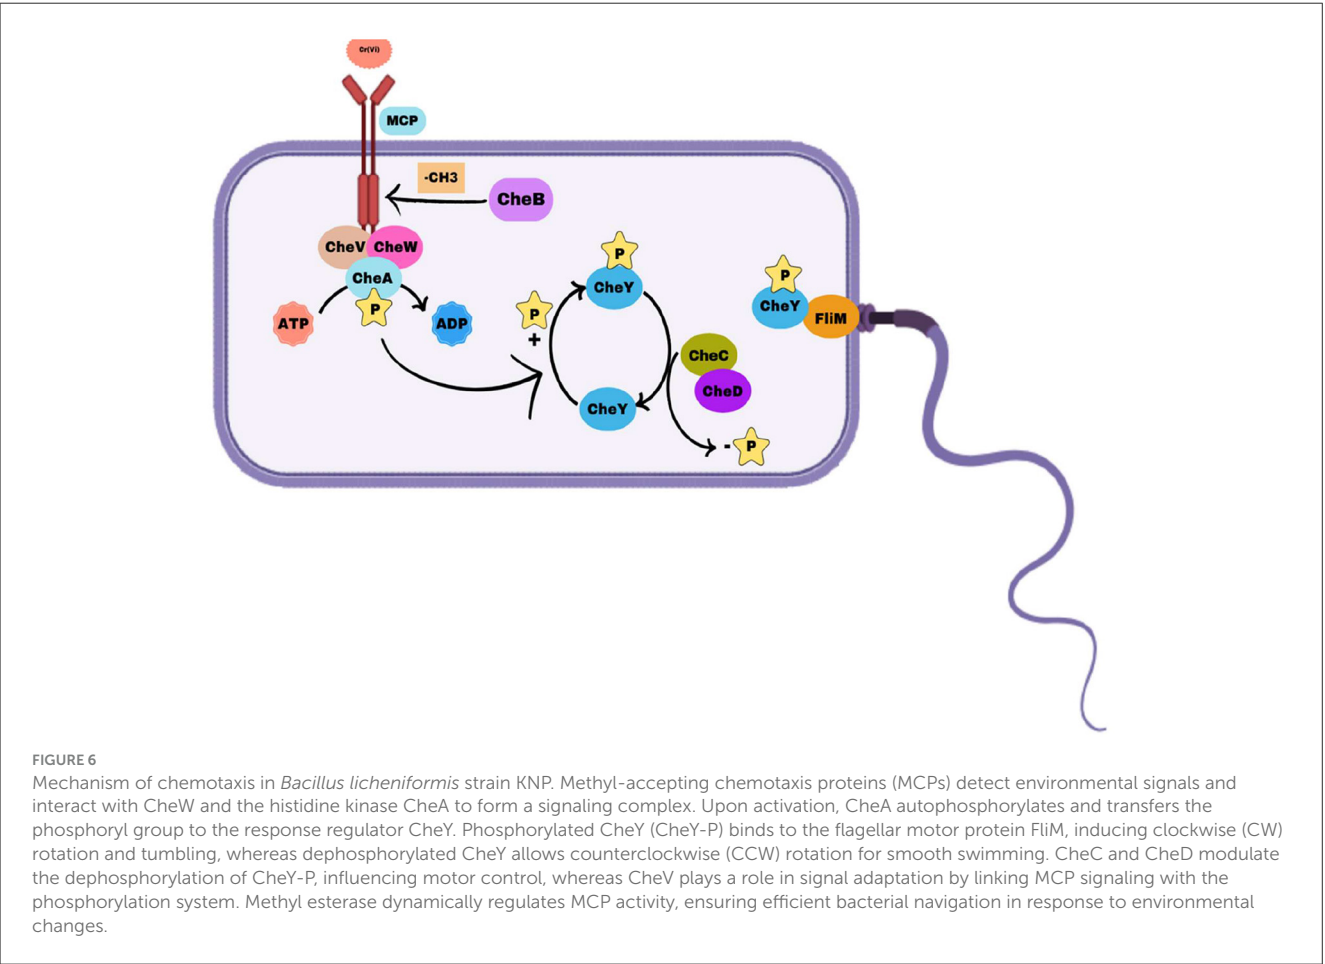 Cr(VI)
MCP
-CH3
CheB
CheV CheW
CheA
P
ATP
ADP
P
+
P
CheY
CheY
CheC
CheD
- P
P
CheY
FliM
FIGURE 6
Mechanism of chemotaxis in Bacillus licheniformis strain KNP. Methyl-accepting chemotaxis proteins (MCPs) detect environmental signals and
interact with CheW and the histidine kinase CheA to form a signaling complex. Upon activation, CheA autophosphorylates and transfers the
phosphoryl group to the response regulator CheY. Phosphorylated CheY (CheY-P) binds to the flagellar motor protein FliM, inducing clockwise (CW)
rotation and tumbling, whereas dephosphorylated CheY allows counterclockwise (CCW) rotation for smooth swimming. CheC and CheD modulate
the dephosphorylation of CheY-P, influencing motor control, whereas CheV plays a role in signal adaptation by linking MCP signaling with the
phosphorylation system. Methyl esterase dynamically regulates MCP activity, ensuring efficient bacterial navigation in response to environmental
changes.